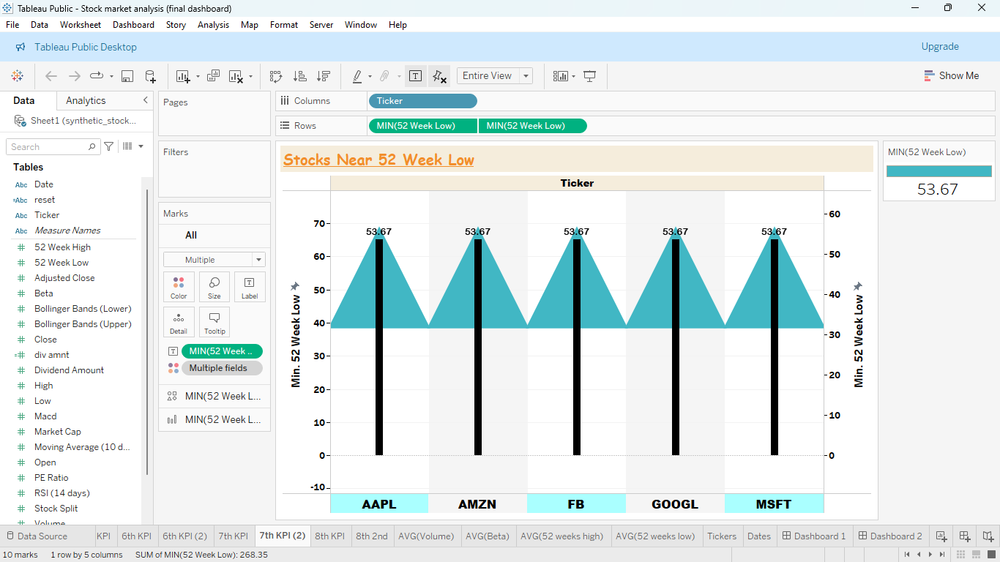 Tableau Public - Stock market analysis (final dashboard)
File Data Worksheet Dashboard Story Analysis Map Format Server Window Help
Tableau Public Desktop Upgrade
Entire View Show Me
Data Analytics
Sheet1 (synthetic_stock...
Search
Tables
Abc Date
=Abc reset
Abc Ticker
Abc Measure Names
# 52 Week High
# 52 Week Low
# Adjusted Close
# Beta
# Bollinger Bands (Lower)
# Bollinger Bands (Upper)
# Close
=# div amnt
# Dividend Amount
# High
# Low
# Macd
# Market Cap
# Moving Average (10 d...
# Open
# PE Ratio
# RSI (14 days)
# Stock Split
# Volume
Pages
Filters
Marks
All
Multiple
Color Size Label
Detail Tooltip
MIN(52 Week ..
Multiple fields
MIN(52 Week L...
MIN(52 Week L...
Columns Ticker
Rows MIN(52 Week Low) MIN(52 Week Low)
Stocks Near 52 Week Low
Ticker
Min. 52 Week Low
70
60
50
40
30
20
10
0
-10
53.67 53.67 53.67 53.67 53.67
60
50
40
30
20
10
0
Min. 52 Week Low
AAPL AMZN FB GOOGL MSFT
MIN(52 Week Low)
53.67
Data Source KPI 6th KPI 6th KPI (2) 7th KPI 7th KPI (2) 8th KPI 8th 2nd AVG(Volume) AVG(Beta) AVG(52 weeks high) AVG(52 weeks low) Tickers Dates Dashboard 1 Dashboard 2
10 marks 1 row by 5 columns SUM of MIN(52 Week Low): 268.35